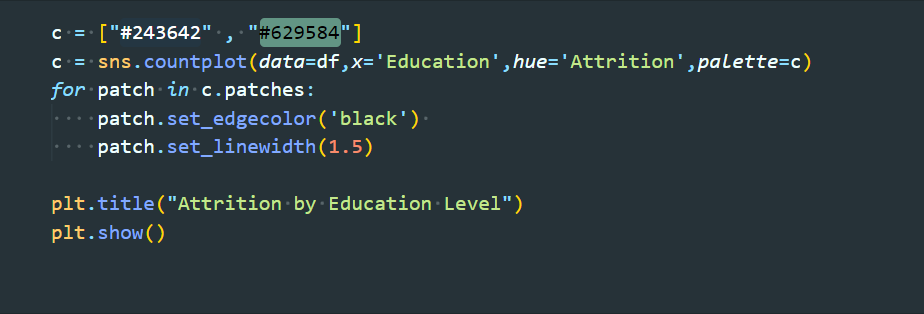 c = ["#243642" , "#629584"]
c = sns.countplot(data=df,x='Education',hue='Attrition',palette=c)
for patch in c.patches:
    patch.set_edgecolor('black')
    patch.set_linewidth(1.5)
plt.title("Attrition by Education Level")
plt.show()